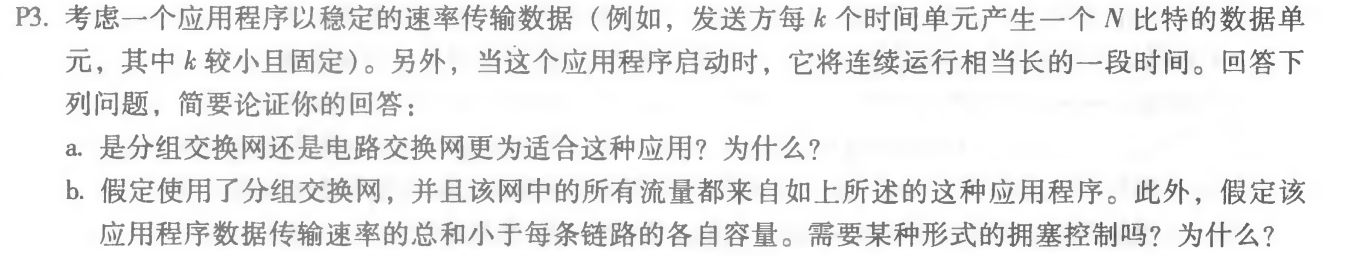 P3. 考虑一个应用程序以稳定的速率传输数据（例如，发送方每 k 个时间单元产生一个 N 比特的数据单
元，其中 k 较小且固定）。另外，当这个应用程序启动时，它将连续运行相当长的一段时间。回答下
列问题，简要论证你的回答：
a. 是分组交换网还是电路交换网更为适合这种应用？为什么？
b. 假定使用了分组交换网，并且该网中的所有流量都来自如上所述的这种应用程序。此外，假定该
应用程序数据传输速率的总和小于每条链路的各自容量。需要某种形式的拥塞控制吗？为什么？